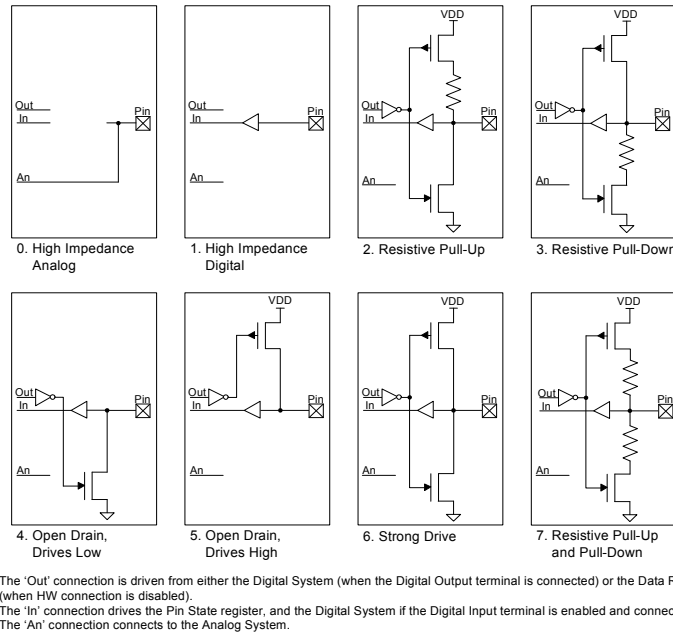 VDD
VDD
Out
In
An
Pin
Out
In
An
Pin
Out
In
An
Pin
Out
In
An
Pin
0. High Impedance
Analog
1. High Impedance
Digital
2. Resistive Pull-Up
3. Resistive Pull-Down
VDD
VDD
VDD
Out
In
An
Pin
Out
In
An
Pin
Out
In
An
Pin
Out
In
An
Pin
4. Open Drain,
Drives Low
5. Open Drain,
Drives High
6. Strong Drive
7. Resistive Pull-Up
and Pull-Down
The ‘Out’ connection is driven from either the Digital System (when the Digital Output terminal is connected) or the Data R
(when HW connection is disabled).
The ‘In’ connection drives the Pin State register, and the Digital System if the Digital Input terminal is enabled and connec
The ‘An’ connection connects to the Analog System.